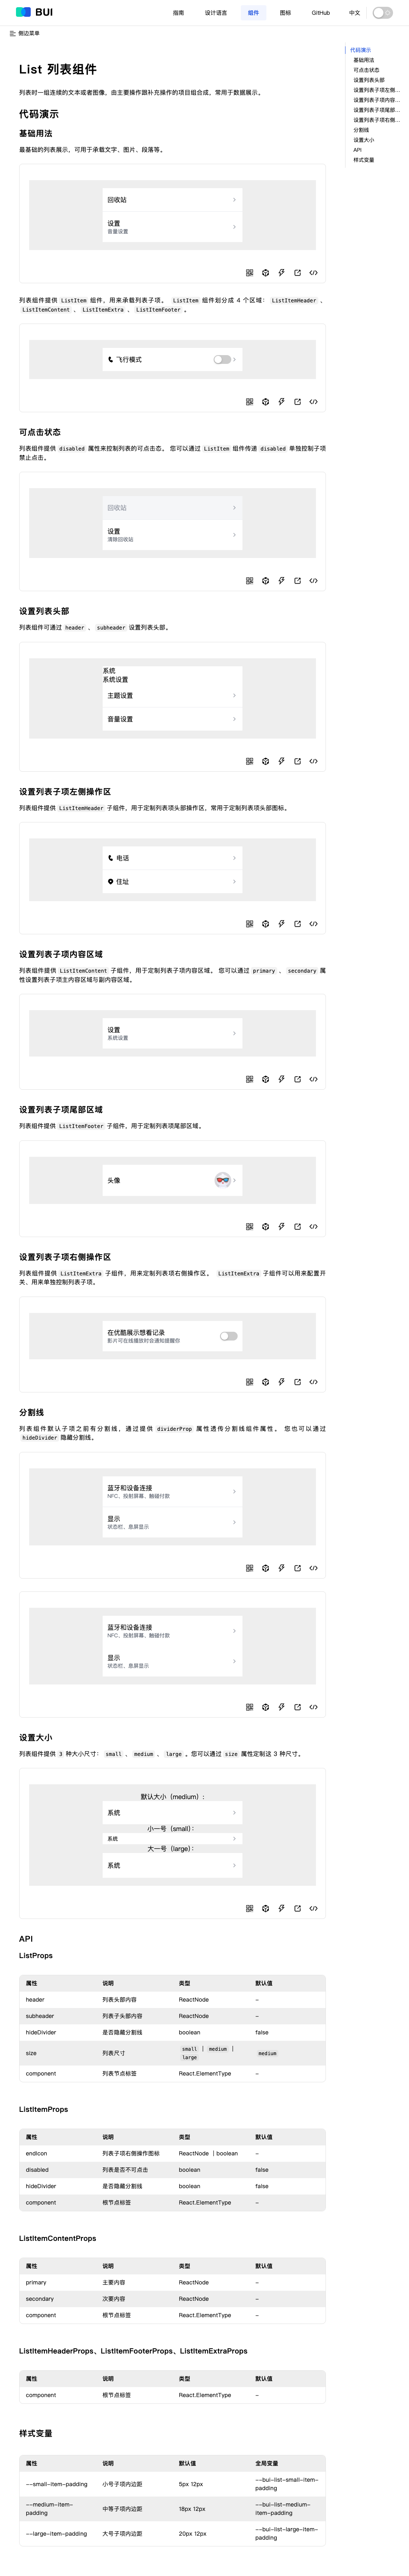 BUI
指南 设计语言 组件 图标 GitHub 中文
侧边菜单
代码演示
基础用法
可点击状态
设置列表头部
设置列表子项左侧...
设置列表子项内容...
设置列表子项尾部...
设置列表子项右侧...
分割线
设置大小
API
样式变量
List 列表组件
列表时一组连续的文本或者图像。由主要操作跟补充操作的项目组合成，常用于数据展示。
代码演示
基础用法
最基础的列表展示，可用于承载文字、图片、段落等。
回收站
设置
音量设置
列表组件提供 ListItem 组件，用来承载列表子项。 ListItem 组件划分成 4 个区域： ListItemHeader 、
ListItemContent 、 ListItemExtra 、 ListItemFooter 。
飞行模式
可点击状态
列表组件提供 disabled 属性来控制列表的可点击态。 您可以通过 ListItem 组件传递 disabled 单独控制子项
禁止点击。
回收站
设置
清除回收站
设置列表头部
列表组件可通过 header 、 subheader 设置列表头部。
系统
系统设置
主题设置
音量设置
设置列表子项左侧操作区
列表组件提供 ListItemHeader 子组件，用于定制列表项头部操作区，常用于定制列表项头部图标。
电话
住址
设置列表子项内容区域
列表组件提供 ListItemContent 子组件，用于定制列表子项内容区域。 您可以通过 primary 、 secondary 属
性设置列表子项主内容区域与副内容区域。
设置
系统设置
设置列表子项尾部区域
列表组件提供 ListItemFooter 子组件，用于定制列表项尾部区域。
头像
设置列表子项右侧操作区
列表组件提供 ListItemExtra 子组件，用来定制列表项右侧操作区。 ListItemExtra 子组件可以用来配置开
关，用来单独控制列表子项。
在优酷展示想看记录
影片可在线播放时会通知提醒你
分割线
列表组件默认子项之前有分割线，通过提供 dividerProp 属性透传分割线组件属性。 您也可以通过
hideDivider 隐藏分割线。
蓝牙和设备连接
NFC、投射屏幕、触碰付款
显示
状态栏、息屏显示
蓝牙和设备连接
NFC、投射屏幕、触碰付款
显示
状态栏、息屏显示
设置大小
列表组件提供 3 种大小尺寸： small 、 medium 、 large 。您可以通过 size 属性定制这 3 种尺寸。
默认大小（medium）：
系统
小一号（small）：
系统
大一号（large）：
系统
API
ListProps
属性 说明 类型 默认值
header 列表头部内容 ReactNode -
subheader 列表子头部内容 ReactNode -
hideDivider 是否隐藏分割线 boolean false
size 列表尺寸 small | medium | large medium
component 列表节点标签 React.ElementType -
ListItemProps
属性 说明 类型 默认值
endicon 列表子项右侧操作图标 ReactNode | boolean -
disabled 列表是否不可点击 boolean false
hideDivider 是否隐藏分割线 boolean false
component 根节点标签 React.ElementType -
ListItemContentProps
属性 说明 类型 默认值
primary 主要内容 ReactNode -
secondary 次要内容 ReactNode -
component 根节点标签 React.ElementType -
ListItemHeaderProps、ListItemFooterProps、ListItemExtraProps
属性 说明 类型 默认值
component 根节点标签 React.ElementType -
样式变量
属性 说明 默认值 全局变量
--small-item-padding 小号子项内边距 5px 12px --bui-list-small-item-padding
--medium-item-padding 中等子项内边距 18px 12px --bui-list-medium-item-padding
--large-item-padding 大号子项内边距 20px 12px --bui-list-large-item-padding